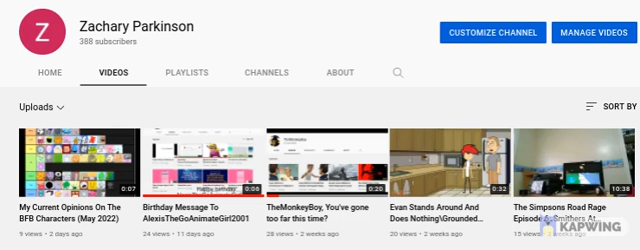 Z
Zachary Parkinson
388 subscribers
CUSTOMIZE CHANNEL
MANAGE VIDEOS
HOME
VIDEOS
PLAYLISTS
CHANNELS
ABOUT
Uploads
SORT BY
0:07
Happy birthday
0:06
0:20
0:32
10:38
My Current Opinions On The
BFB Characters (May 2022)
9 views • 2 days ago
Birthday Message To
AlexisTheGoAnimateGirl2001
24 views • 11 days ago
TheMonkeyBoy, You've gone
too far this time?
28 views • 2 weeks ago
Evan Stands Around And
Does Nothing\Grounded...
20 views • 2 weeks ago
The Simpsons Road Rage
Smithers At...
15 views
KAPWING